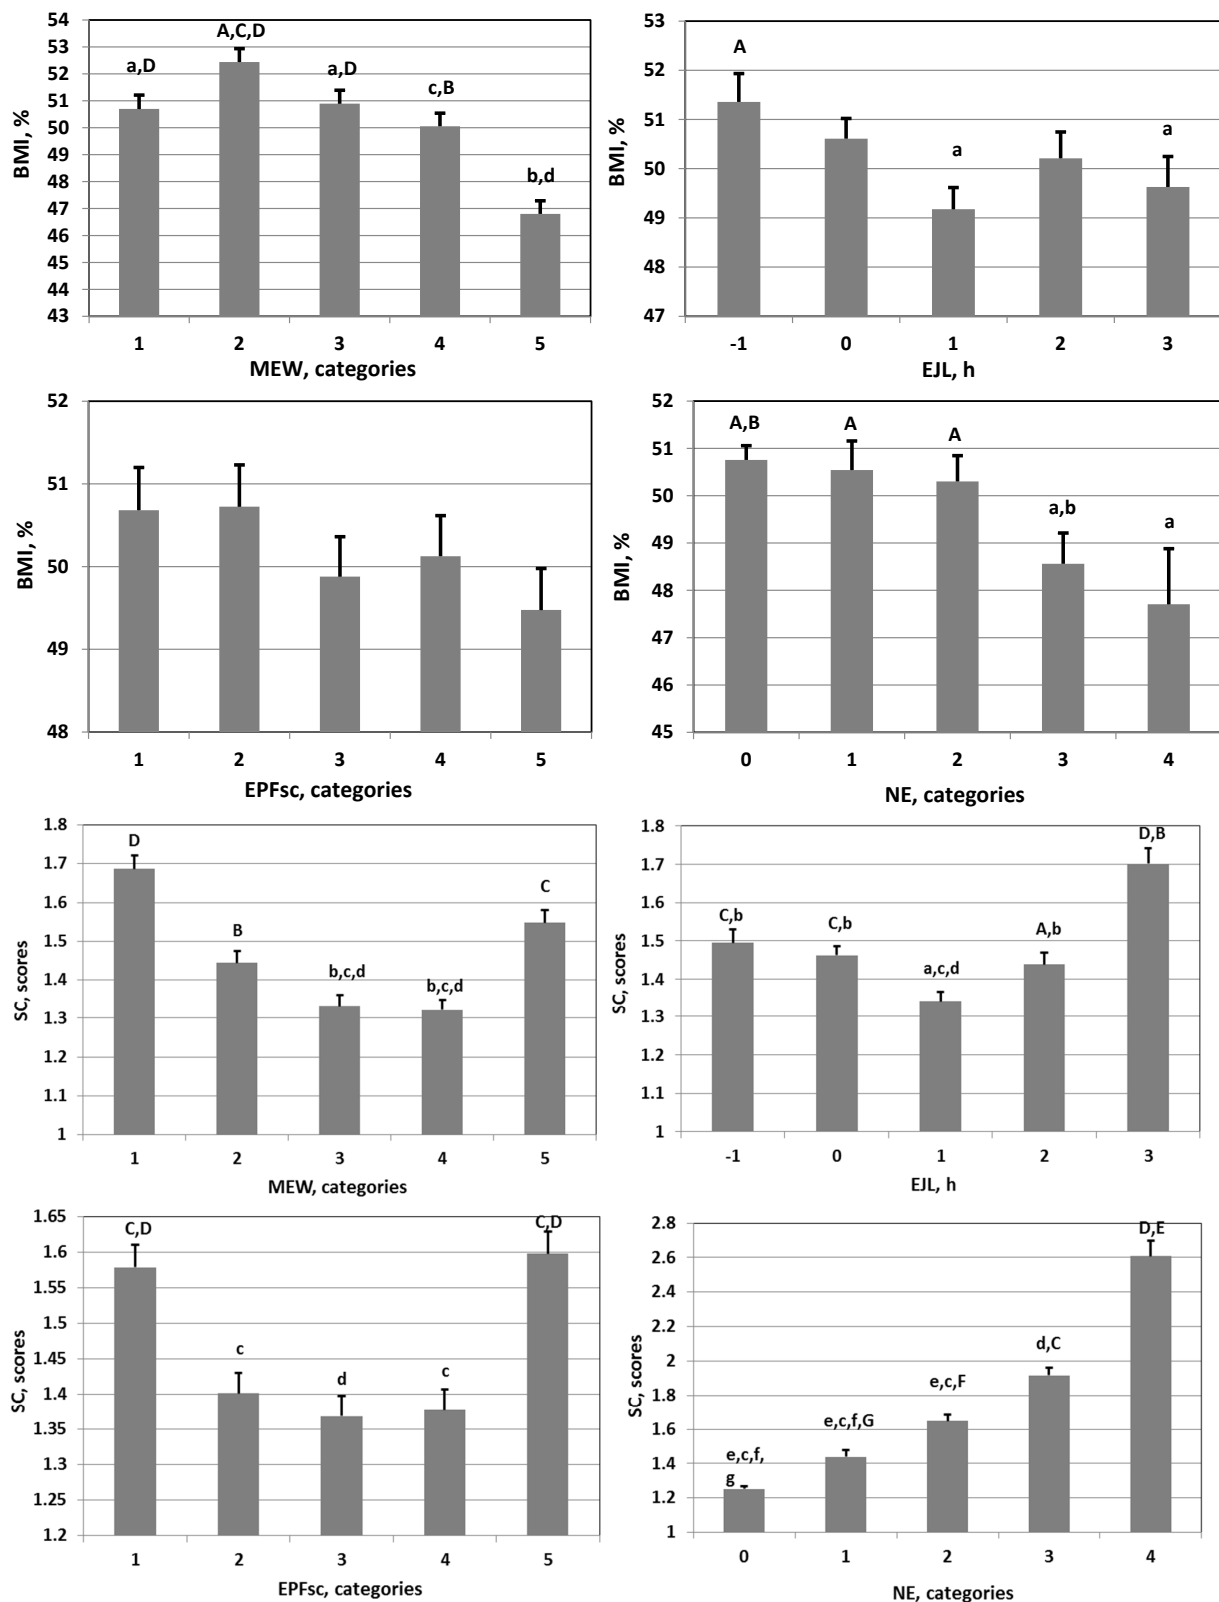 54
53
52
51
50
49
48
47
46
45
44
43
BMI, %
a,D
A,C,D
a,D
c,B
b,d
1 2 3 4 5
MEW, categories
53
52
51
50
49
48
47
BMI, %
A
a
a
-1 0 1 2 3
EJL, h
52
51
50
49
48
BMI, %
1 2 3 4 5
EPFsc, categories
52
51
50
49
48
47
46
45
BMI, %
A,B
A
A
a,b
a
0 1 2 3 4
NE, categories
1.8
1.7
1.6
1.5
1.4
1.3
1.2
1.1
1
SC, scores
D
B
b,c,d
b,c,d
C
1 2 3 4 5
MEW, categories
1.8
1.7
1.6
1.5
1.4
1.3
1.2
1.1
1
SC, scores
C,b
C,b
a,c,d
A,b
D,B
-1 0 1 2 3
EJL, h
1.65
1.6
1.55
1.5
1.45
1.4
1.35
1.3
1.25
1.2
SC, scores
C,D
c
d
c
C,D
1 2 3 4 5
EPFsc, categories
2.8
2.6
2.4
2.2
2
1.8
1.6
1.4
1.2
1
SC, scores
e,c,f,
g
e,c,f,G
e,c,F
d,C
D,E
0 1 2 3 4
NE, categories